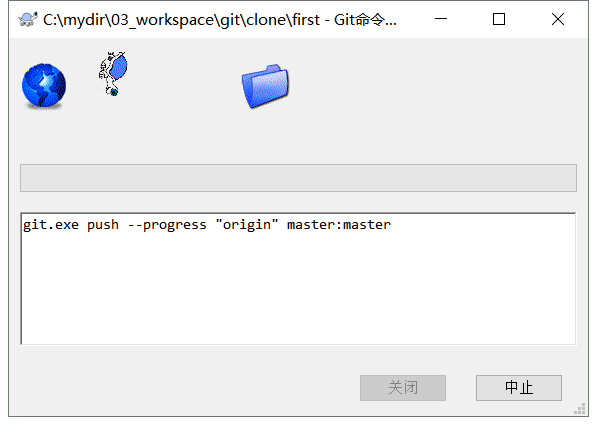 C:\mydir\03_workspace\git\clone\first - Git命令...
git.exe push --progress "origin" master:master
关闭
中止